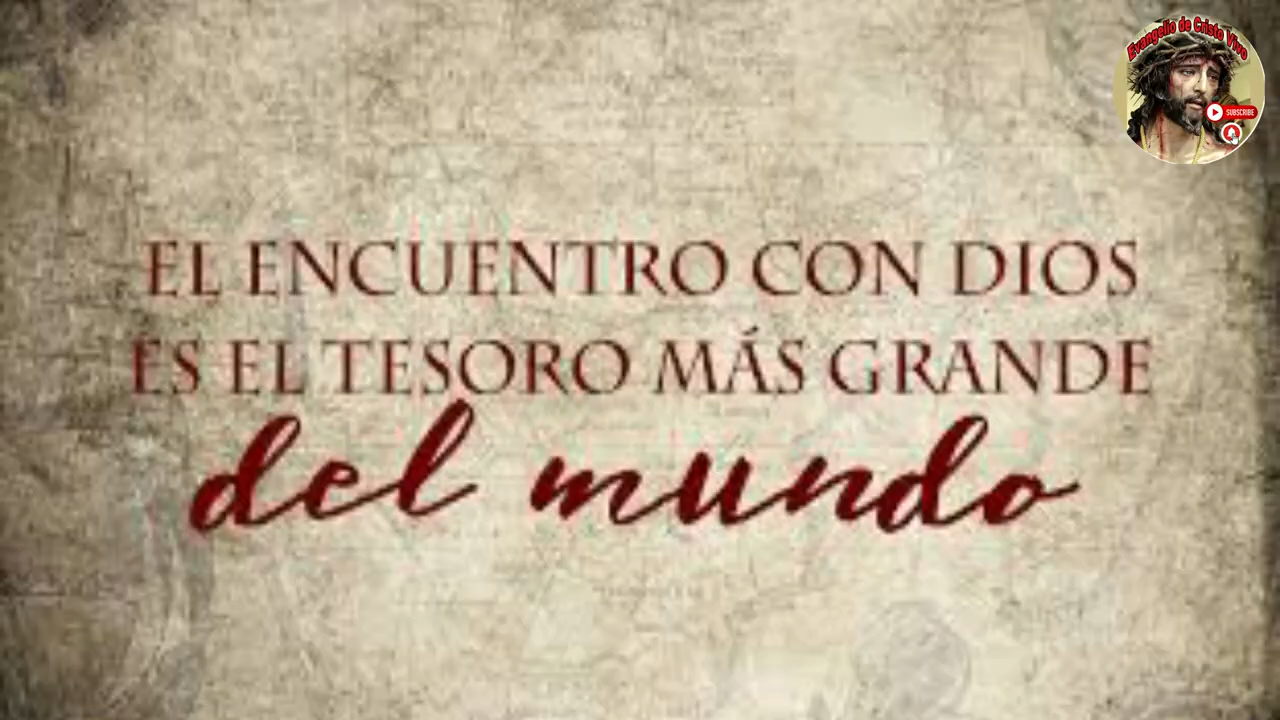 Evangelio de Cristo Vivo
SUBSCRIBE
EL ENCUENTRO CON DIOS
ES EL TESORO MÁS GRANDE
del mundo